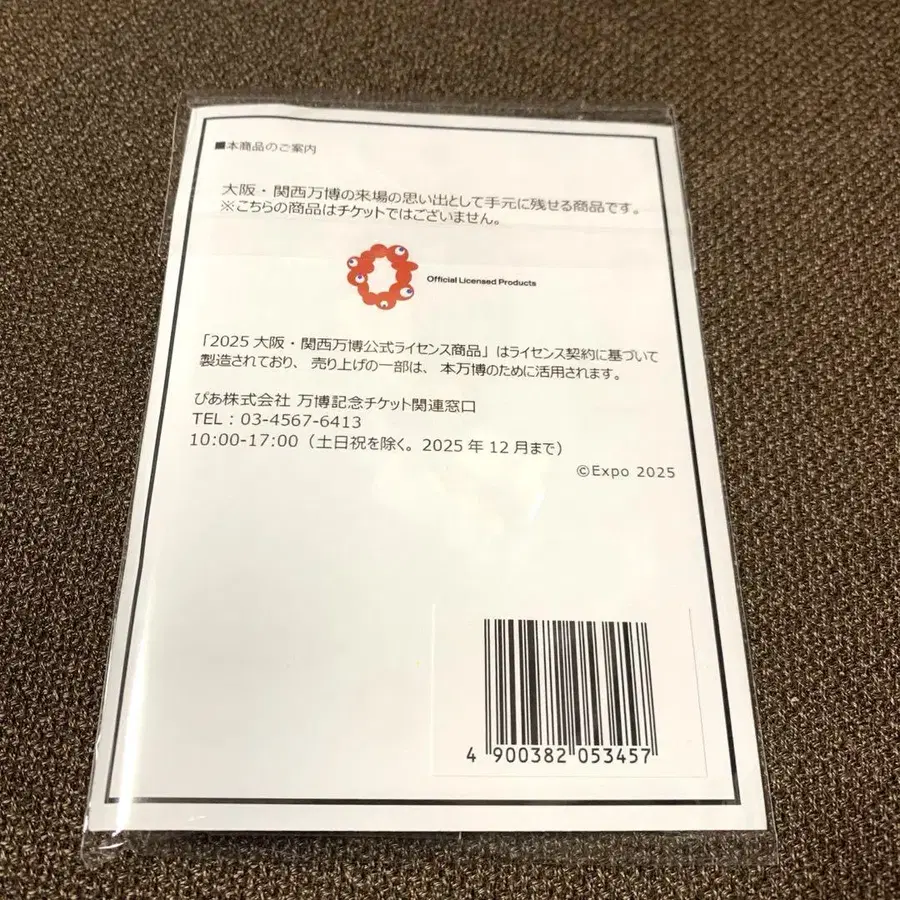 ■本商品のご案内
大阪・関西万博の来場の思い出として手元に残せる商品です。
※こちらの商品はチケットではございません。
Official Licensed Products
「2025 大阪・関西万博公式ライセンス商品」はライセンス契約に基づいて
製造されており、売り上げの一部は、本万博のために活用されます。
ぴあ株式会社 万博記念チケット関連窓口
TEL：03-4567-6413
10:00-17:00（土日祝を除く。2025 年 12 月まで）
©Expo 2025
4 900382 053457